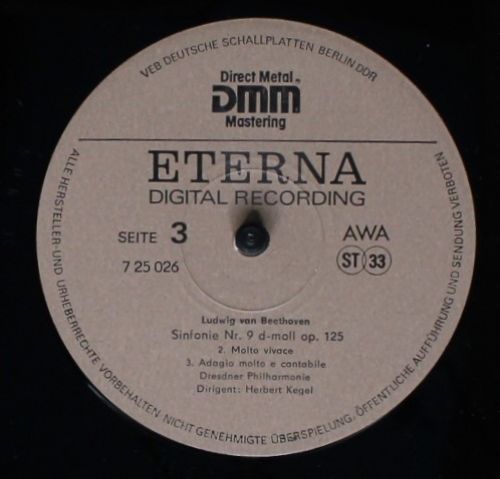 VEB DEUTSCHE SCHALLPLATTEN BERLIN DDR
Direct Metal
DMM
Mastering
ETERNA
DIGITAL RECORDING
SEITE 3
AWA
7 25 026
ST 33
Ludwig van Beethoven
Sinfonie Nr. 9 d-moll op. 125
2. Molto vivace
3. Adagio molto e cantabile
Dresdner Philharmonie
Dirigent: Herbert Kegel
ALLE HERSTELLER-UND URHEBERRECHTE VORBEHALTEN NICHT GENEHMIGTE ÜBERSPIELUNG, ÖFFENTLICHE AUFFÜHRUNG UND SENDUNG VERBOTEN